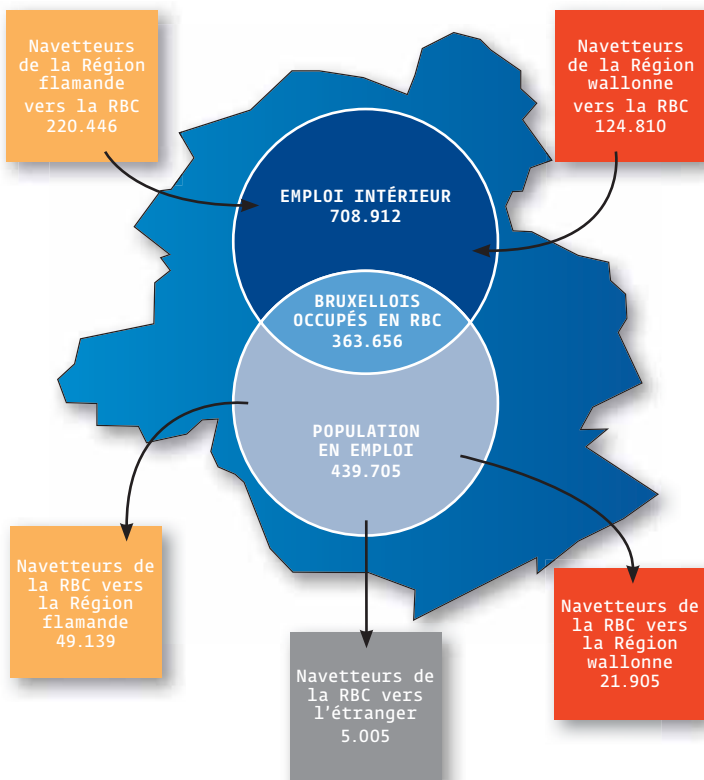 Navetteurs
de la Région
flamande
vers la RBC
220.446
Navetteurs
de la Région
wallonne
vers la RBC
124.810
EMPLOI INTÉRIEUR
708.912
BRUXELLOIS
OCCUPÉS EN RBC
363.656
POPULATION
EN EMPLOI
439.705
Navetteurs de
la RBC vers
la Région
flamande
49.139
Navetteurs de
la RBC vers
l'étranger
5.005
Navetteurs de
la RBC vers
la Région
wallonne
21.905